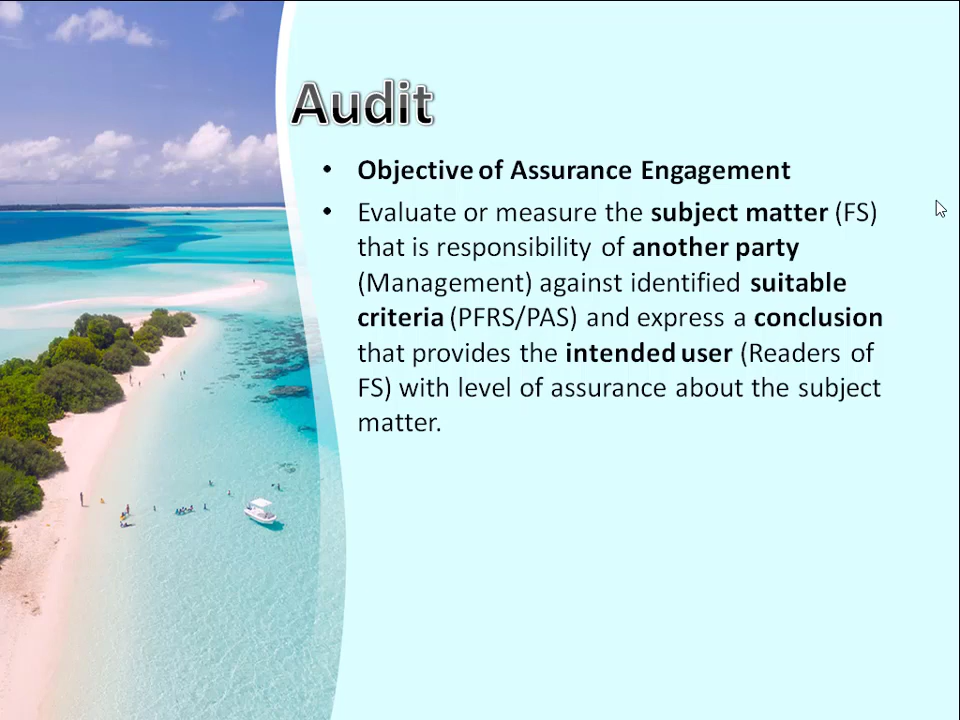 Audit
• Objective of Assurance Engagement
• Evaluate or measure the subject matter (FS)
that is responsibility of another party
(Management) against identified suitable
criteria (PFRS/PAS) and express a conclusion
that provides the intended user (Readers of
FS) with level of assurance about the subject
matter.